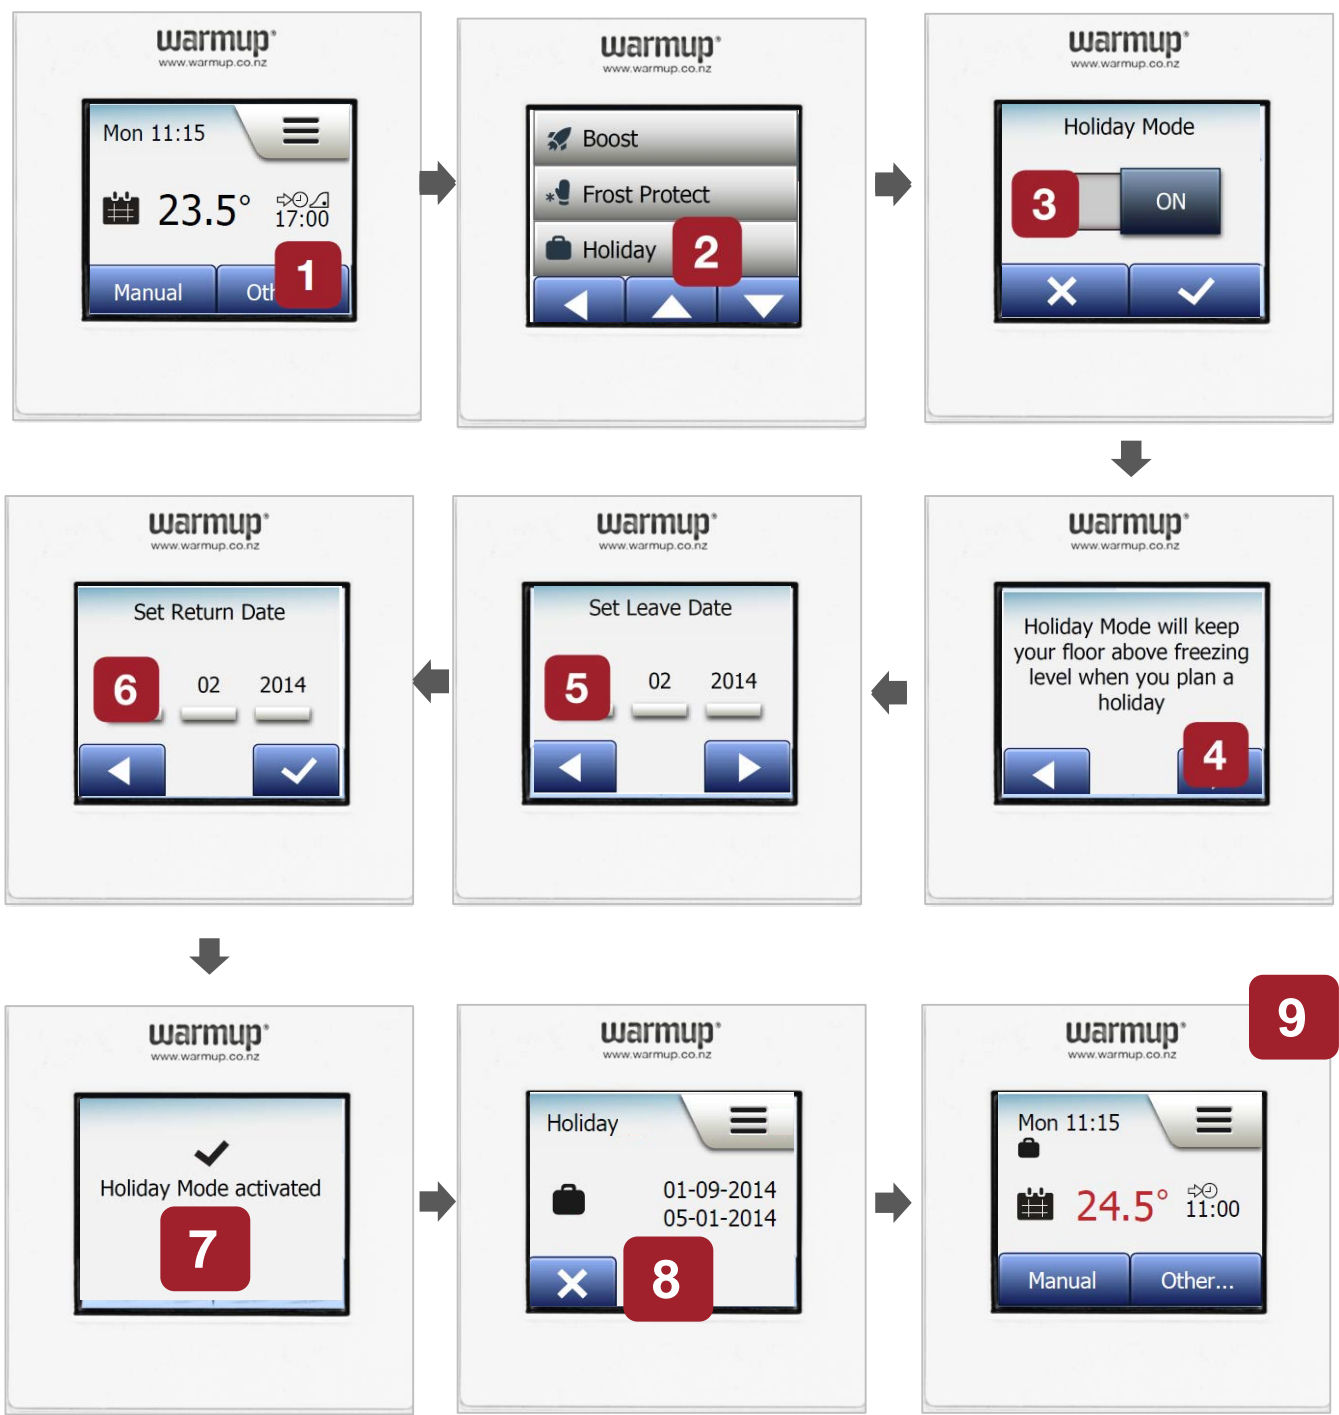 warmup®
www.warmup.co.nz
Mon 11:15
23.5°
17:00
Manual
1
warmup®
www.warmup.co.nz
Boost
Frost Protect
Holiday
2
warmup®
www.warmup.co.nz
Holiday Mode
3
ON
warmup®
www.warmup.co.nz
Holiday Mode will keep
your floor above freezing
level when you plan a
holiday
4
warmup®
www.warmup.co.nz
Set Leave Date
5 02 2014
warmup®
www.warmup.co.nz
Set Return Date
6 02 2014
warmup®
www.warmup.co.nz
Holiday Mode activated
7
warmup®
www.warmup.co.nz
Holiday
01-09-2014
05-01-2014
8
9
warmup®
www.warmup.co.nz
Mon 11:15
24.5°
11:00
Manual Other...